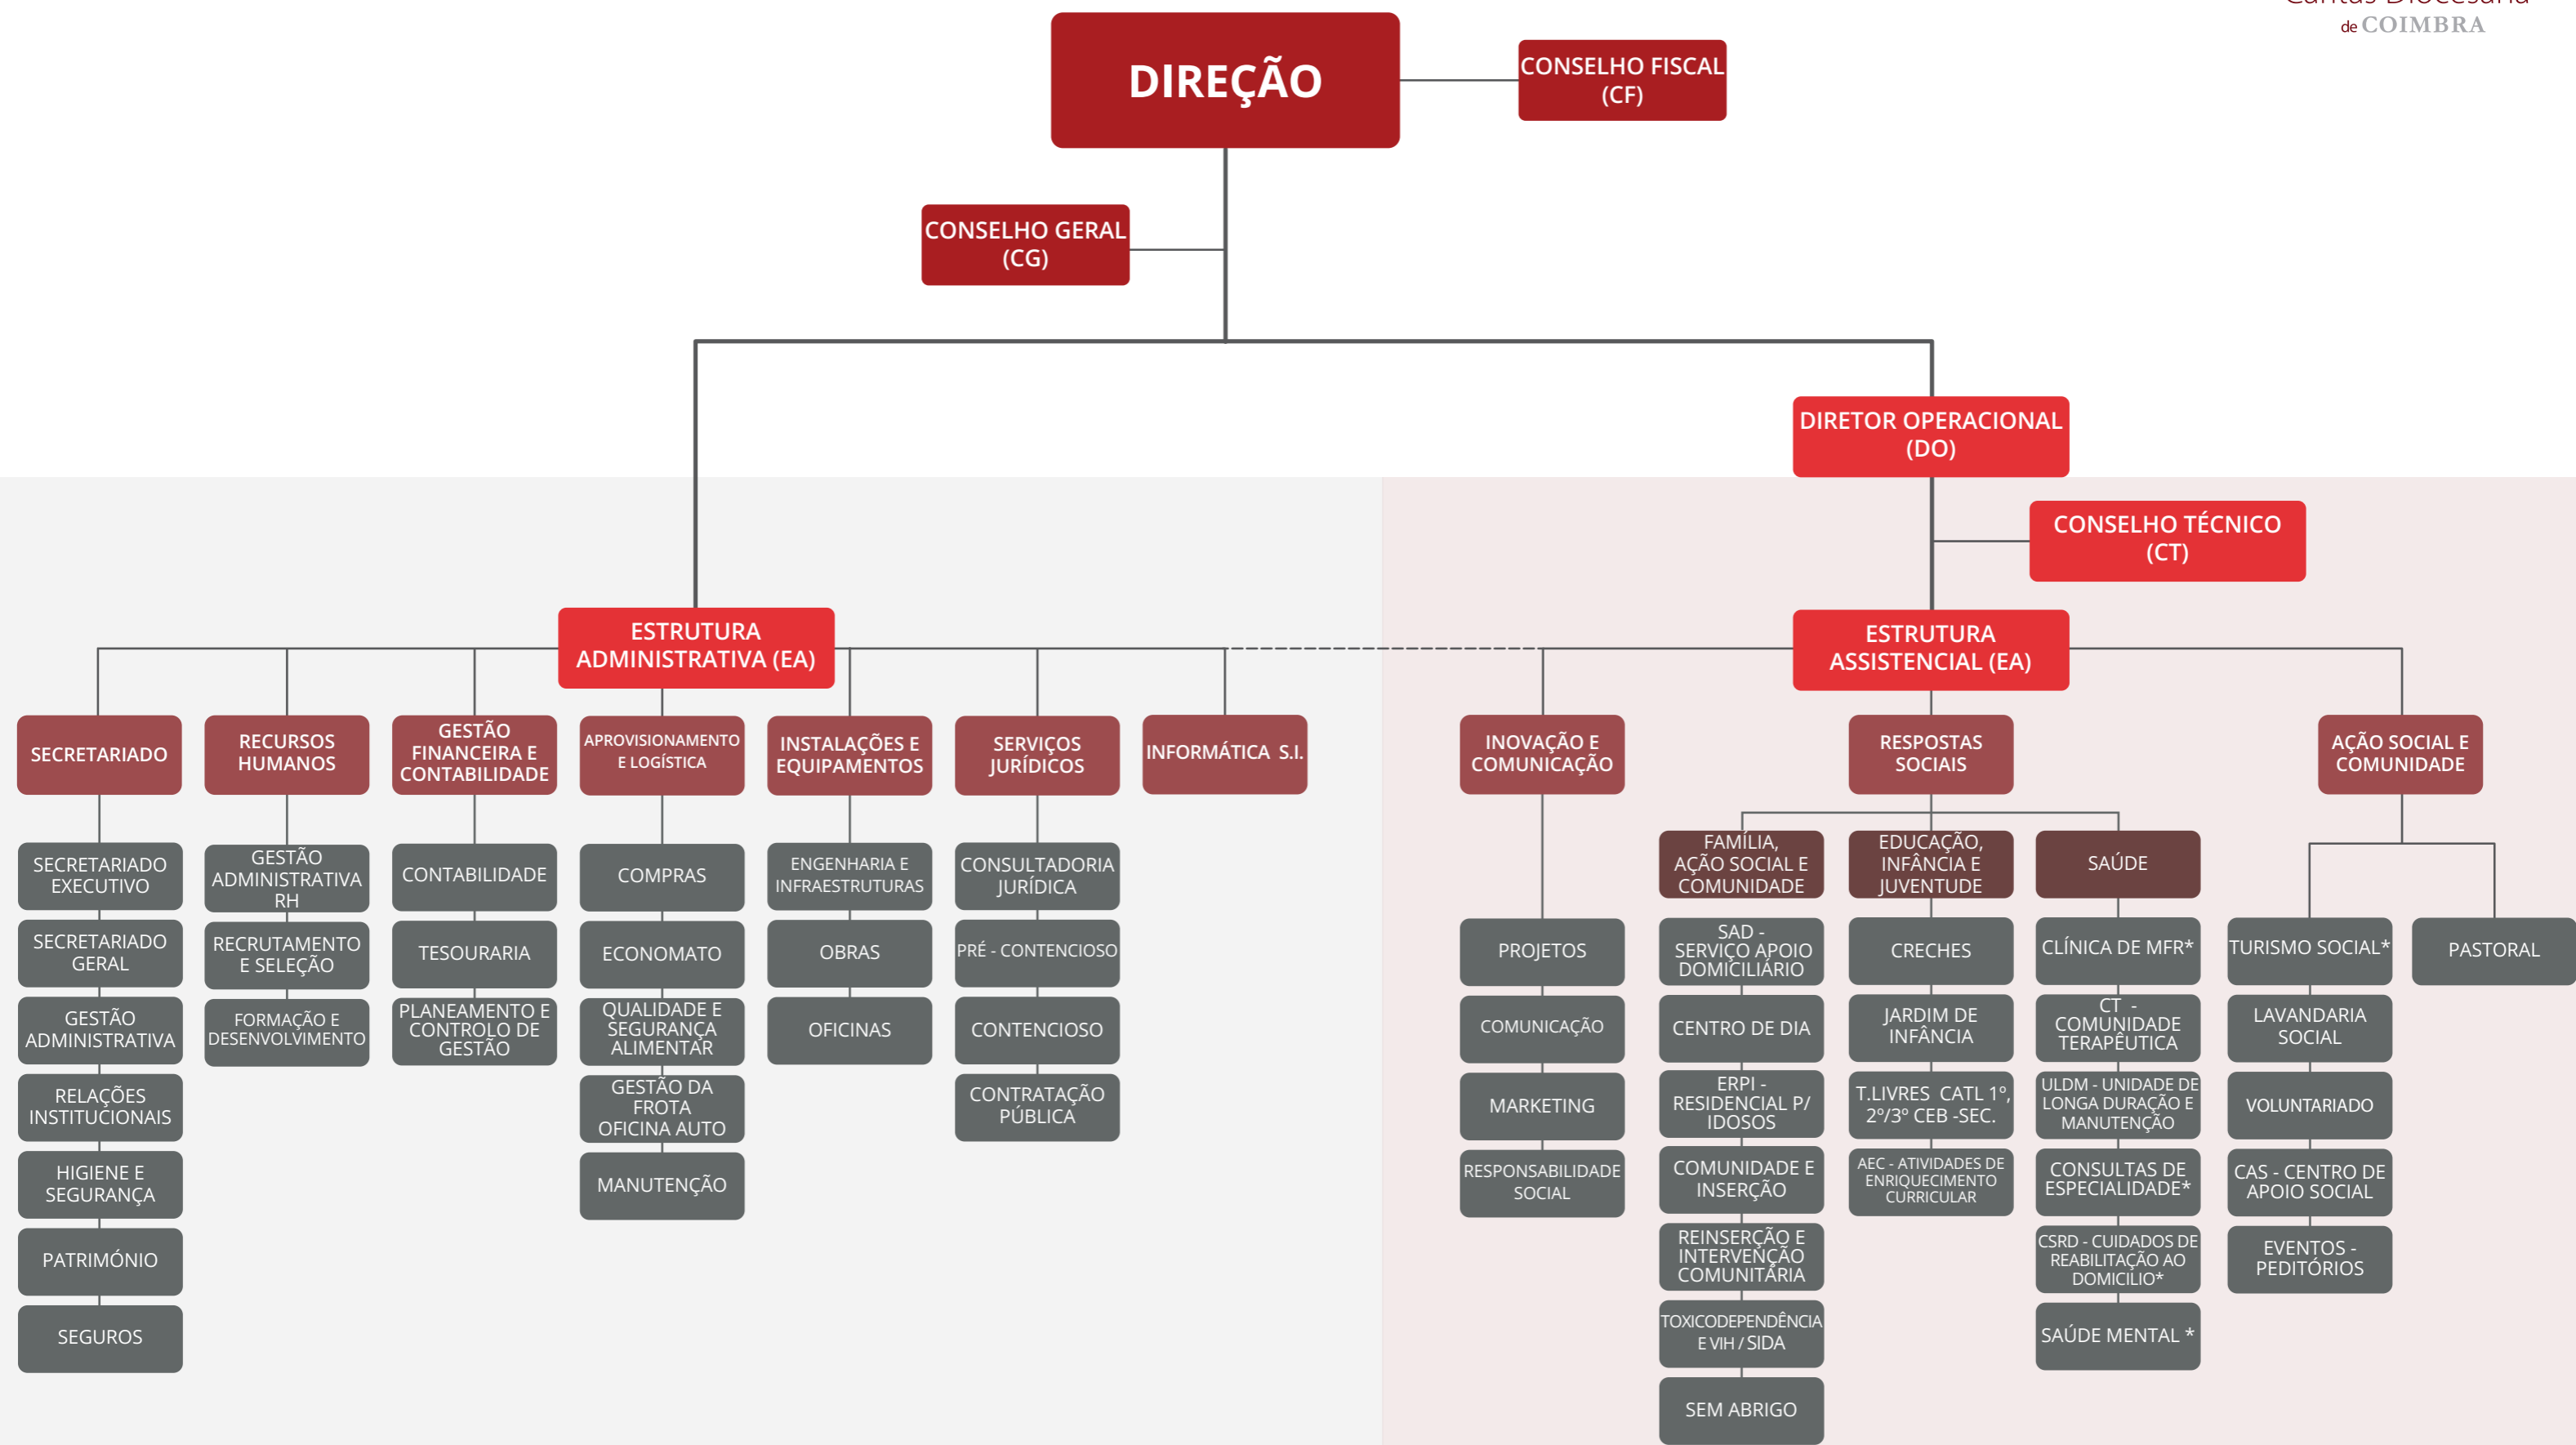 Cáritas Diocesana
de COIMBRA
DIREÇÃO
CONSELHO FISCAL
(CF)
CONSELHO GERAL
(CG)
DIRETOR OPERACIONAL
(DO)
CONSELHO TÉCNICO
(CT)
ESTRUTURA
ADMINISTRATIVA (EA)
ESTRUTURA
ASSISTENCIAL (EA)
SECRETARIADO
SECRETARIADO
EXECUTIVO
SECRETARIADO
GERAL
GESTÃO
ADMINISTRATIVA
RELAÇÕES
INSTITUCIONAIS
HIGIENE E
SEGURANÇA
PATRIMÓNIO
SEGUROS
RECURSOS
HUMANOS
GESTÃO
ADMINISTRATIVA
RH
RECRUTAMENTO
E SELEÇÃO
FORMAÇÃO E
DESENVOLVIMENTO
GESTÃO
FINANCEIRA E
CONTABILIDADE
CONTABILIDADE
TESOURARIA
PLANEAMENTO E
CONTROLO DE
GESTÃO
APROVISIONAMENTO
E LOGÍSTICA
COMPRAS
ECONOMATO
QUALIDADE E
SEGURANÇA
ALIMENTAR
GESTÃO DA
FROTA
OFICINA AUTO
MANUTENÇÃO
INSTALAÇÕES E
EQUIPAMENTOS
ENGENHARIA E
INFRAESTRUTURAS
OBRAS
OFICINAS
SERVIÇOS
JURÍDICOS
CONSULTADORIA
JURÍDICA
PRÉ - CONTENCIOSO
CONTENCIOSO
CONTRATAÇÃO
PÚBLICA
INFORMÁTICA S.I.
INOVAÇÃO E
COMUNICAÇÃO
PROJETOS
COMUNICAÇÃO
MARKETING
RESPONSABILIDADE
SOCIAL
RESPOSTAS
SOCIAIS
FAMÍLIA,
AÇÃO SOCIAL E
COMUNIDADE
SAD -
SERVIÇO APOIO
DOMICILIÁRIO
CENTRO DE DIA
ERPI -
RESIDENCIAL P/
IDOSOS
COMUNIDADE E
INSERÇÃO
REINSERÇÃO E
INTERVENÇÃO
COMUNITÁRIA
TOXICODEPENDÊNCIA
E VIH / SIDA
SEM ABRIGO
EDUCAÇÃO,
INFÂNCIA E
JUVENTUDE
CRECHES
JARDIM DE
INFÂNCIA
T.LIVRES CATL 1º,
2º/3º CEB -SEC.
AEC - ATIVIDADES DE
ENRIQUECIMENTO
CURRICULAR
SAÚDE
CLÍNICA DE MFR*
CT -
COMUNIDADE
TERAPÊUTICA
ULDM - UNIDADE DE
LONGA DURAÇÃO E
MANUTENÇÃO
CONSULTAS DE
ESPECIALIDADE*
CSRD - CUIDADOS DE
REABILITAÇÃO AO
DOMICILIO*
SAÚDE MENTAL *
AÇÃO SOCIAL E
COMUNIDADE
TURISMO SOCIAL*
LAVANDARIA
SOCIAL
VOLUNTARIADO
CAS - CENTRO DE
APOIO SOCIAL
EVENTOS -
PEDITÓRIOS
PASTORAL